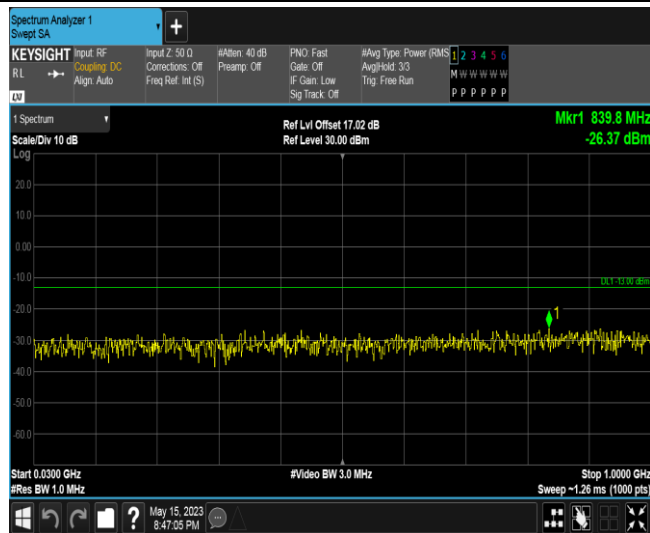 Spectrum Analyzer 1
Swept SA
+
KEYSIGHT
RL
LXI
Input: RF
Coupling: DC
Align: Auto
Input Z: 50 Ω
Corrections: Off
Freq Ref: Int (S)
#Atten: 40 dB
Preamp: Off
PNO: Fast
Gate: Off
IF Gain: Low
Sig Track: Off
#Avg Type: Power (RMS
Avg|Hold: 3/3
Trig: Free Run
1 2 3 4 5 6
M W W W W W
P P P P P P
1 Spectrum
Scale/Div 10 dB
Log
Ref Lvl Offset 17.02 dB
Ref Level 30.00 dBm
Mkr1 839.8 MHz
-26.37 dBm
20.0
10.0
0.00
-10.0
DL1 -13.00 dBm
-20.0
1
-30.0
-40.0
-50.0
-60.0
Start 0.0300 GHz
#Res BW 1.0 MHz
#Video BW 3.0 MHz
Stop 1.0000 GHz
Sweep ~1.26 ms (1000 pts)
?
May 15, 2023
8:47:05 PM